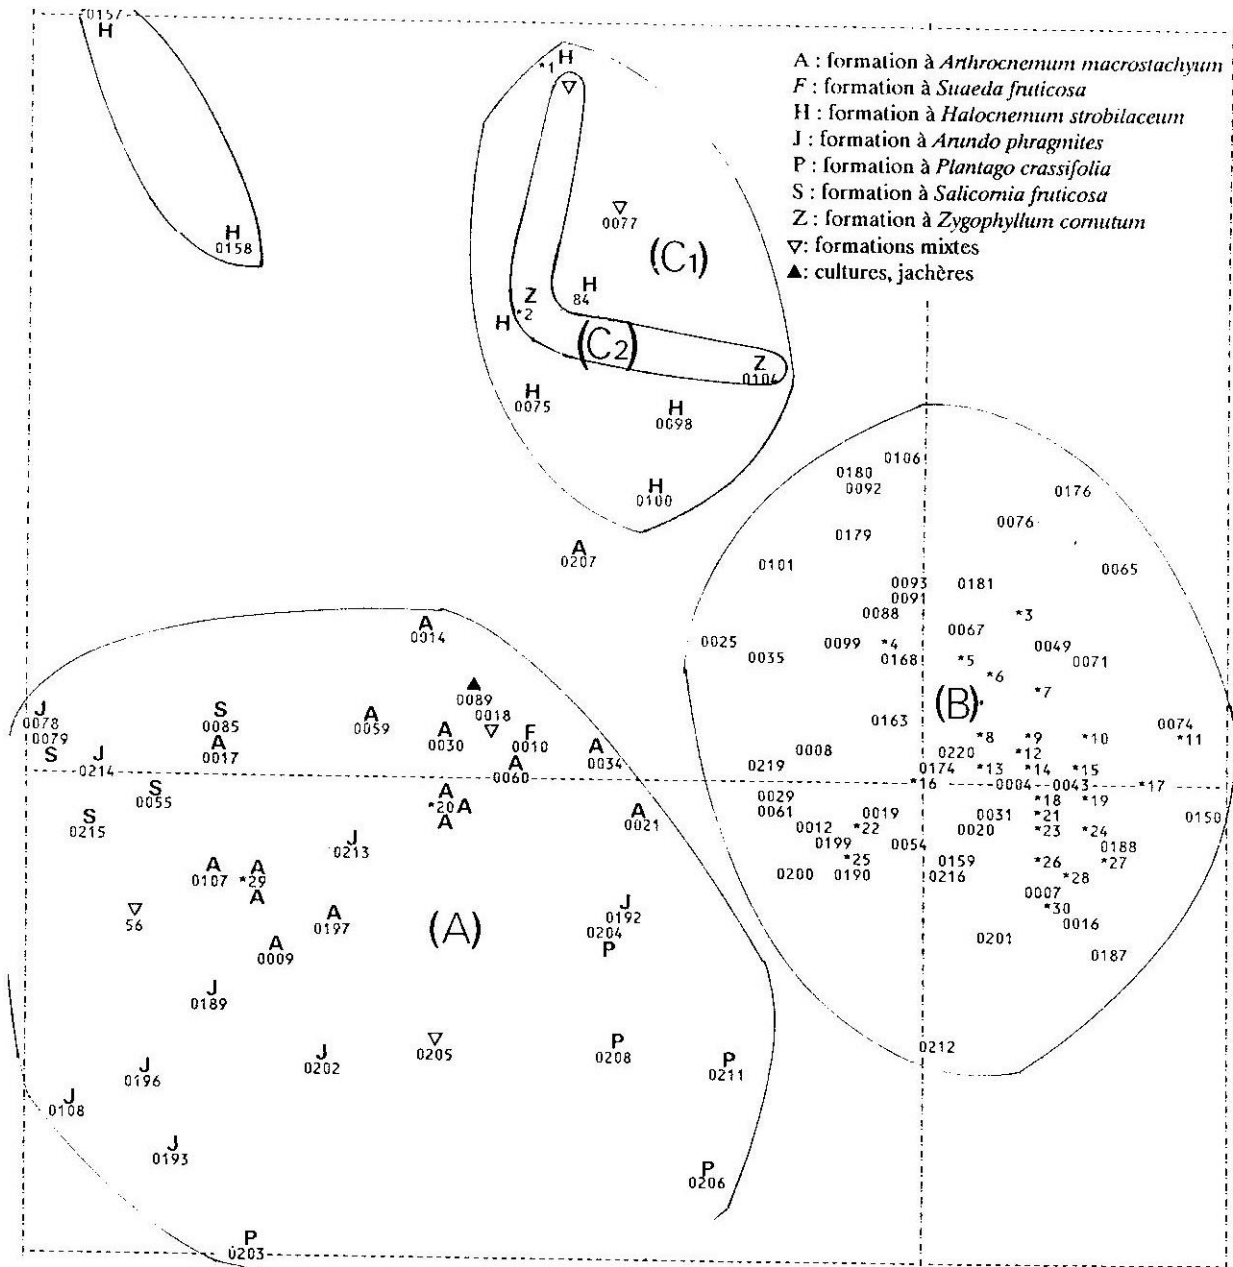 0157
H
*1 H
A : formation à Arthrocnemum macrostachyum
F : formation à Suaeda fruticosa
H : formation à Halocnemum strobilaceum
J : formation à Arundo phragmites
P : formation à Plantago crassifolia
S : formation à Salicornia fruticosa
Z : formation à Zygophyllum cornutum
▽: formations mixtes
▲: cultures, jachères
▽
▽
0077
H
0158
(C1)
H
84
Z
*2
H
(C2)
Z
0104
H
0075
H
0098
H
0100
A
0207
0106
0180
0092
0176
0076
0179
0101
0065
0093
0181
0091
0088
*3
0067
0025
0099
*4
0049
0035
0168
*5
0071
*6
*7
(B)
0163
0074
*8
*9
*10
*11
0008
0220
*12
0219
0174
*13
*14
*15
*16
0004
0043
*17
0029
*18
*19
0061
0019
0031
*21
0150
0012
*22
0020
*23
*24
0199
0054
0188
*25
0159
*26
*27
0200
0190
0216
*28
0007
*30
0016
0201
0187
0212
A
0014
▲
0089
0018
▽
J
0078
0079
S
S
0085
A
0017
A
0059
A
0030
F
0010
A
0034
J
0214
A
0060
S
0055
A
*20 A
A
A
0021
S
0215
J
0213
A
0107
A
*29
A
▽
56
A
0197
(A)
J
0192
0204
P
A
0009
J
0189
▽
0205
J
0202
P
0208
P
0211
J
0196
J
0108
J
0193
P
0206
P
0203